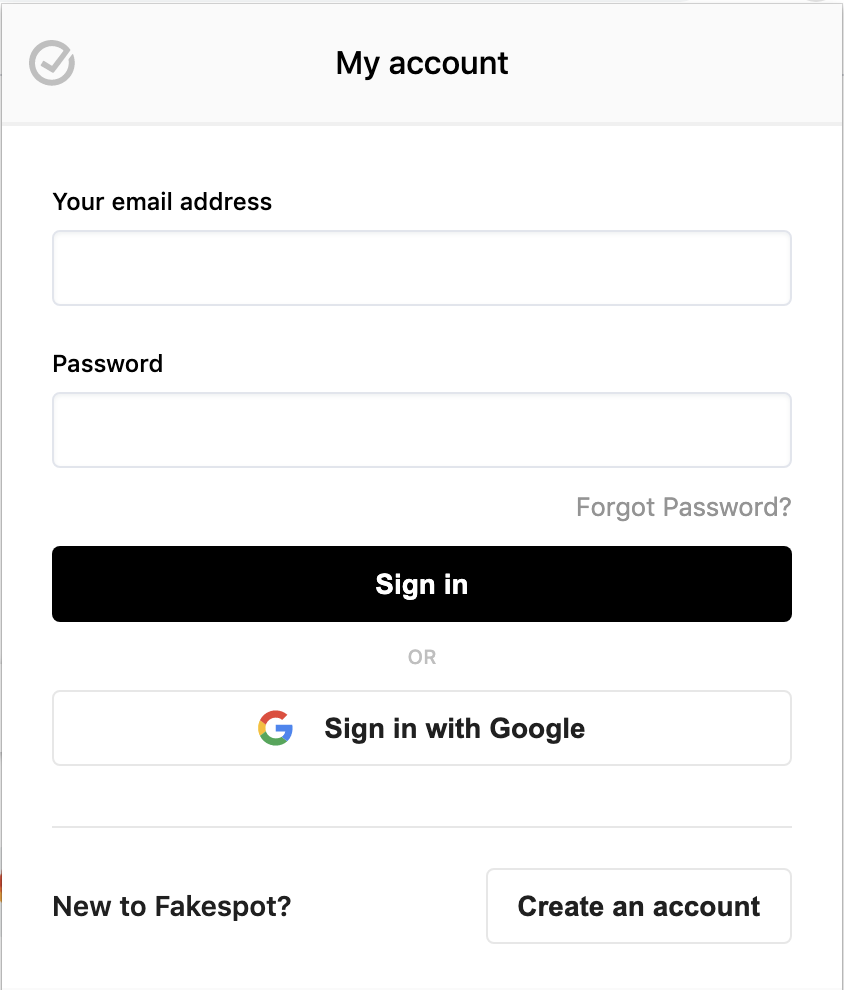 My account
Your email address
Password
Forgot Password?
Sign in
OR
Sign in with Google
New to Fakespot?
Create an account